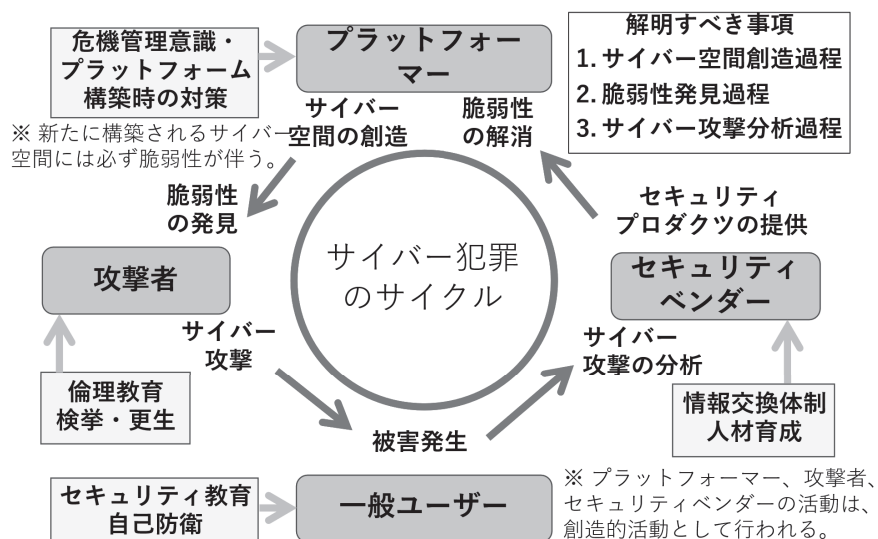 危機管理意識・
プラットフォーム
構築時の対策
プラットフォー
マー
解明すべき事項
1. サイバー空間創造過程
2. 脆弱性発見過程
3. サイバー攻撃分析過程
※ 新たに構築されるサイバー
空間には必ず脆弱性が伴う。
サイバー
空間の創造
脆弱性
の解消
脆弱性
の発見
セキュリティ
プロダクツの提供
攻撃者
サイバー犯罪
のサイクル
セキュリティ
ベンダー
サイバー
攻撃
サイバー
攻撃の分析
倫理教育
検挙・更生
被害発生
情報交換体制
人材育成
セキュリティ教育
自己防衛
一般ユーザー
※ プラットフォーマー、攻撃者、
セキュリティベンダーの活動は、
創造的活動として行われる。